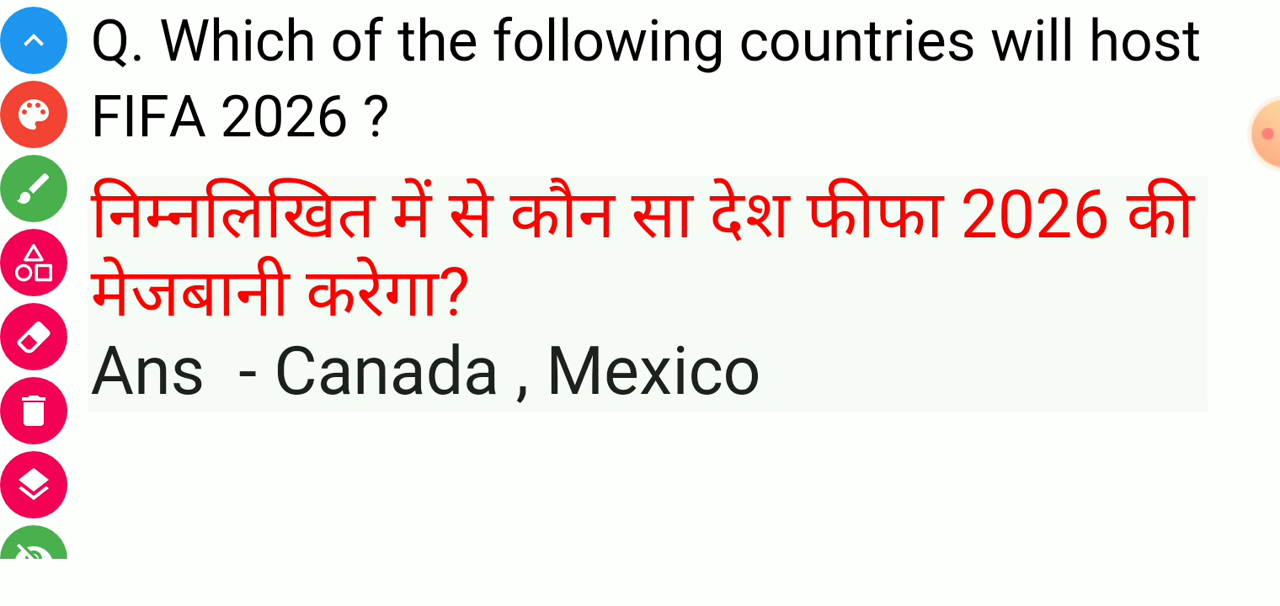 Q. Which of the following countries will host
FIFA 2026 ?
निम्नलिखित में से कौन सा देश फीफा 2026 की
मेजबानी करेगा?
Ans - Canada , Mexico